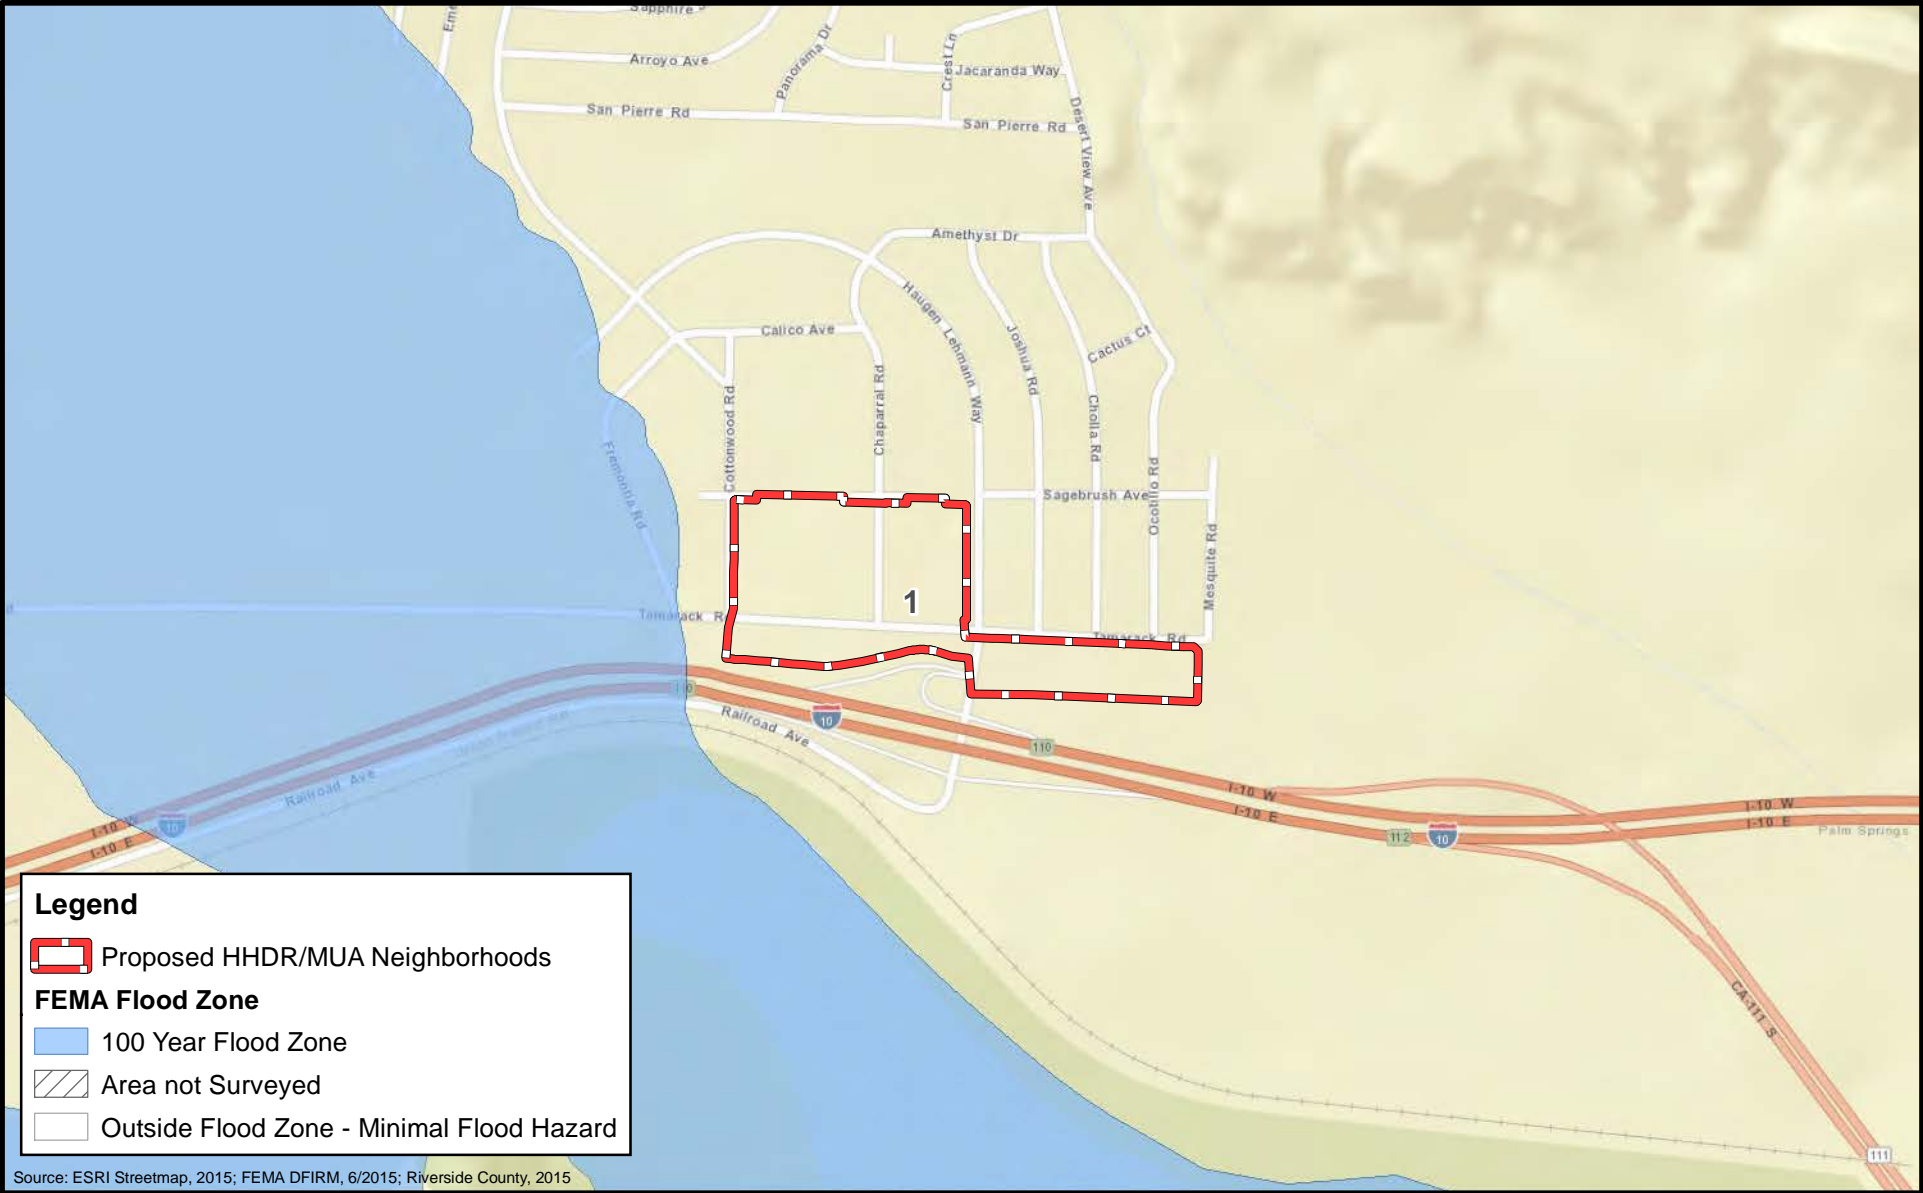 Sapphire
Arroyo Ave
Panorama Dr
Crest Ln
Jacaranda Way
San Pierre Rd
San Pierre Rd
Desert View Ave
Amethyst Dr
Haugen Lehmann Way
Calico Ave
Joshua Rd
Cactus Ct
Cottonwood Rd
Chaparral Rd
Cholla Rd
Fremontia Rd
Sagebrush Ave
Ocotillo Rd
Mesquite Rd
1
Tamarack
Tamarack Rd
110
Railroad Ave
10
110
Railroad Ave
I-10 W
I-10 E
10
I-10 W
I-10 E
112
10
I-10 W
I-10 E
Palm Springs
CA-111 S
111
Legend
Proposed HHDR/MUA Neighborhoods
FEMA Flood Zone
100 Year Flood Zone
Area not Surveyed
Outside Flood Zone - Minimal Flood Hazard
Source: ESRI Streetmap, 2015; FEMA DFIRM, 6/2015; Riverside County, 2015